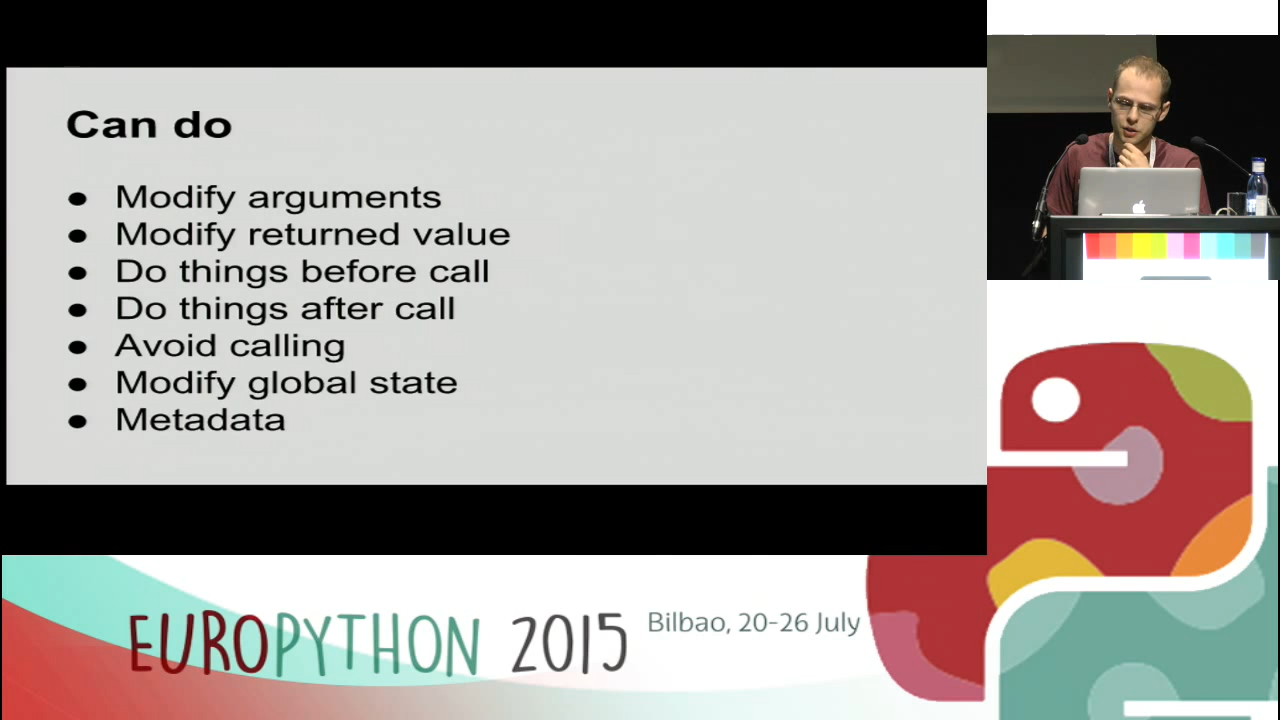 Can do
● Modify arguments
● Modify returned value
● Do things before call
● Do things after call
● Avoid calling
● Modify global state
● Metadata
EUROPYTHON 2015 Bilbao, 20-26 July